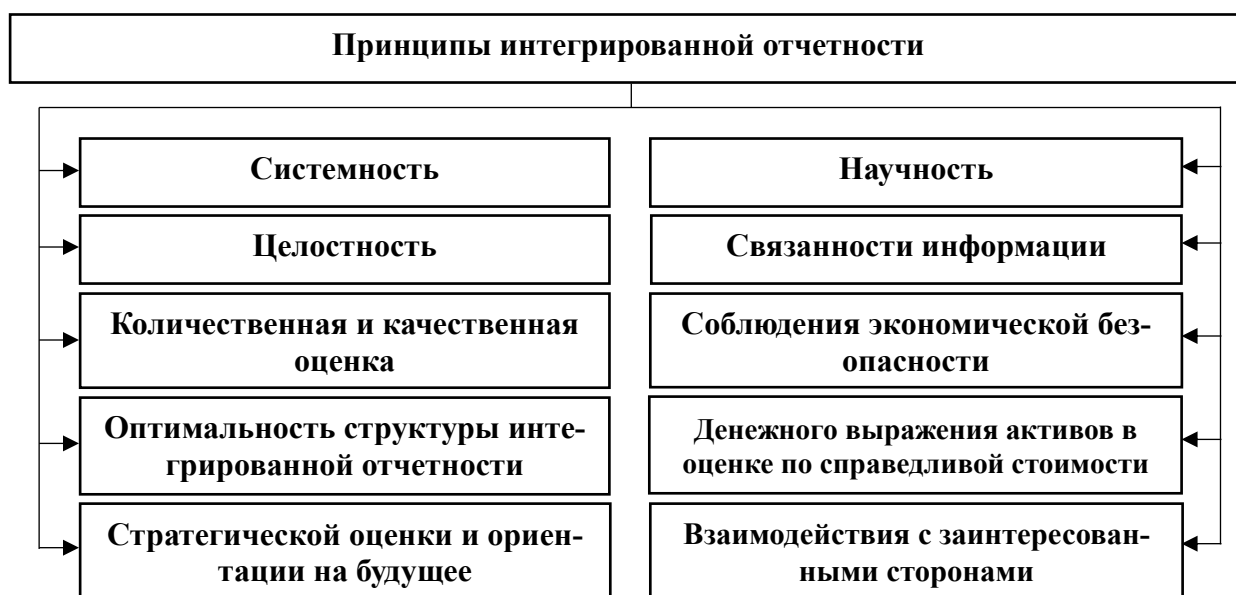 Принципы интегрированной отчетности
Системность
Научность
Целостность
Связанности информации
Количественная и качественная
оценка
Соблюдения экономической без-
опасности
Оптимальность структуры инте-
грированной отчетности
Денежного выражения активов в
оценке по справедливой стоимости
Стратегической оценки и ориен-
тации на будущее
Взаимодействия с заинтересован-
ными сторонами